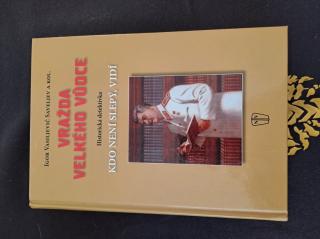 IGOR VASILJEVIČ SAVELJEV A KOL.
VRAŽDA
VELKÉHO VŮDCE
Historická detektivka
KDO NENÍ SLEPÝ, VIDÍ